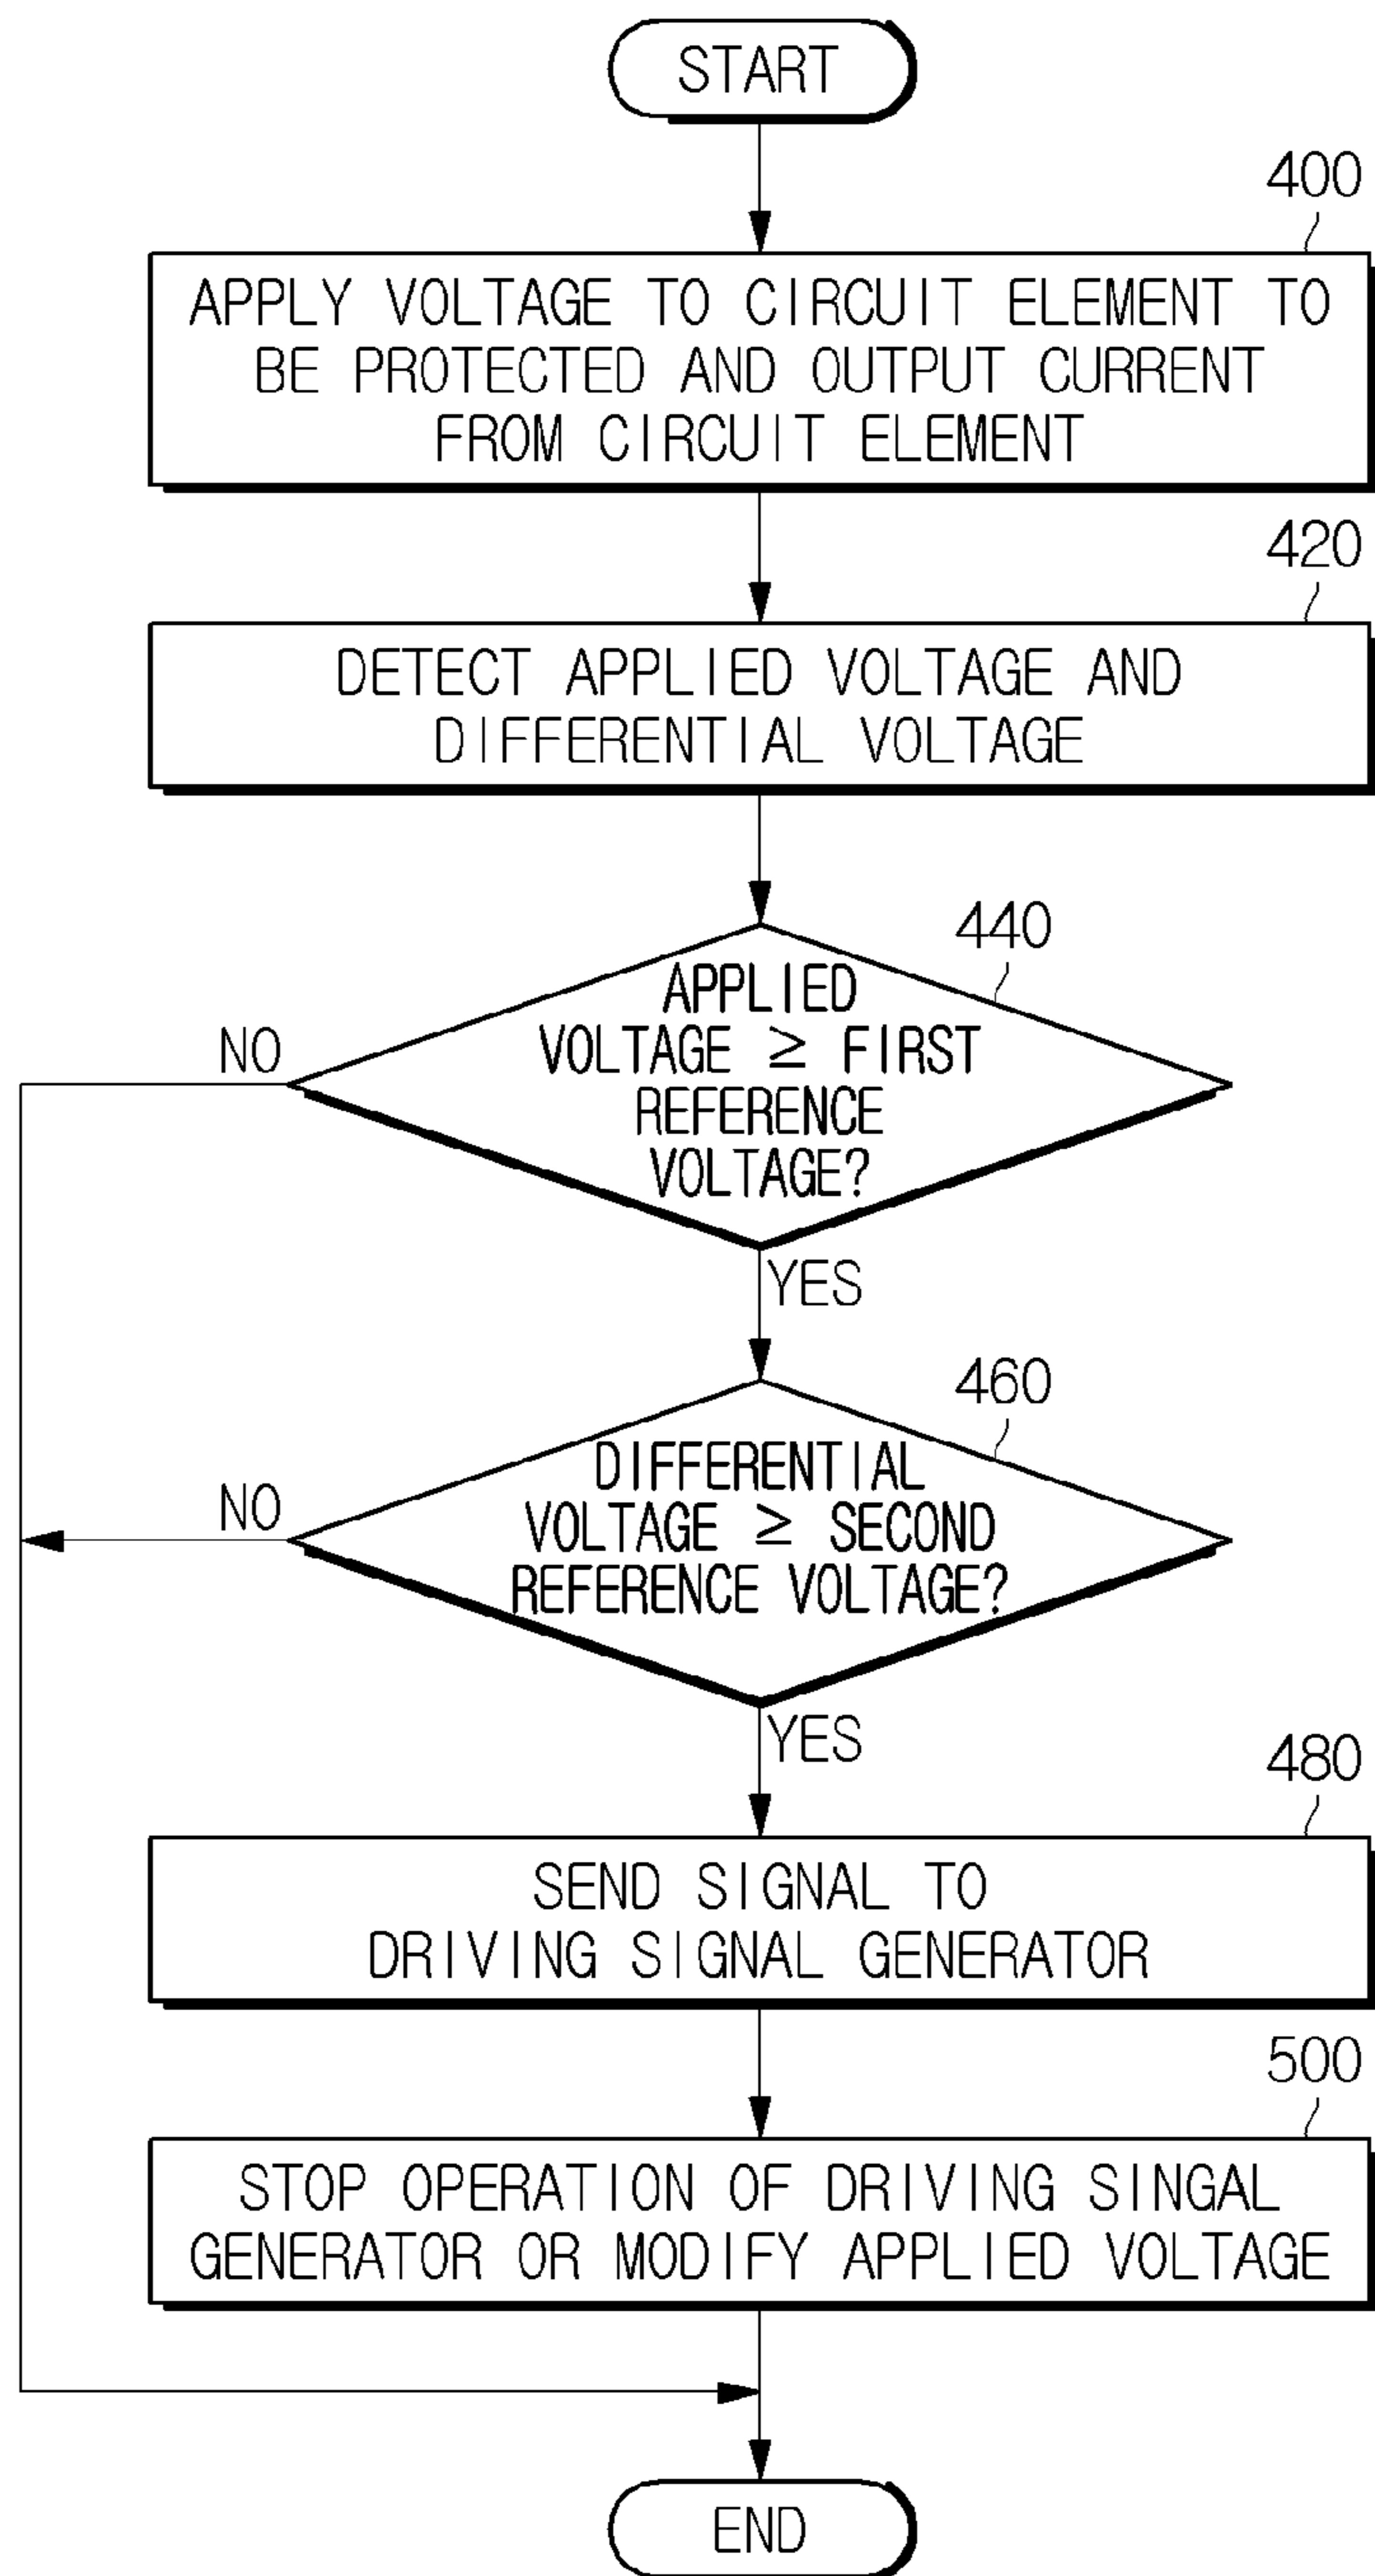 START
400
APPLY VOLTAGE TO CIRCUIT ELEMENT TO
BE PROTECTED AND OUTPUT CURRENT
FROM CIRCUIT ELEMENT
420
DETECT APPLIED VOLTAGE AND
DIFFERENTIAL VOLTAGE
440
APPLIED
VOLTAGE ≥ FIRST
REFERENCE
VOLTAGE?
NO
YES
460
DIFFERENTIAL
VOLTAGE ≥ SECOND
REFERENCE VOLTAGE?
NO
YES
480
SEND SIGNAL TO
DRIVING SIGNAL GENERATOR
500
STOP OPERATION OF DRIVING SINGAL
GENERATOR OR MODIFY APPLIED VOLTAGE
END